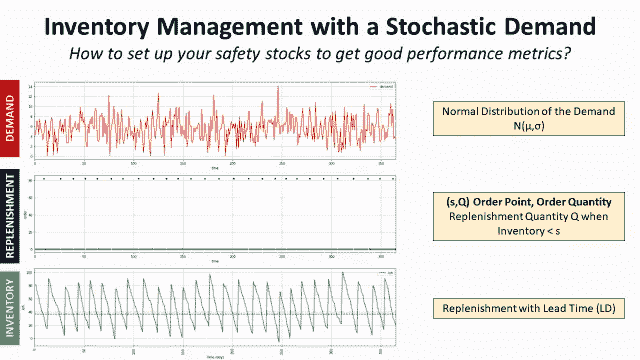 Inventory Management with a Stochastic Demand
How to set up your safety stocks to get good performance metrics?
DEMAND
demand
time
Normal Distribution of the Demand
N(μ,σ)
REPLENISHMENT
order
time
(s,Q) Order Point, Order Quantity
Replenishment Quantity Q when
Inventory < s
INVENTORY
Replenishment with Lead Time (LD)